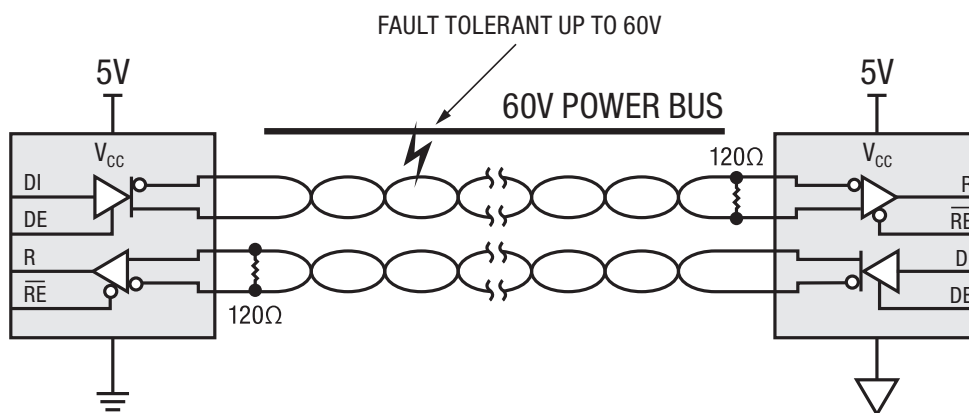 FAULT TOLERANT UP TO 60V
5V
60V POWER BUS
5V
VCC
120Ω
VCC
DI
DE
R
RE
120Ω
R
RE
D
DE